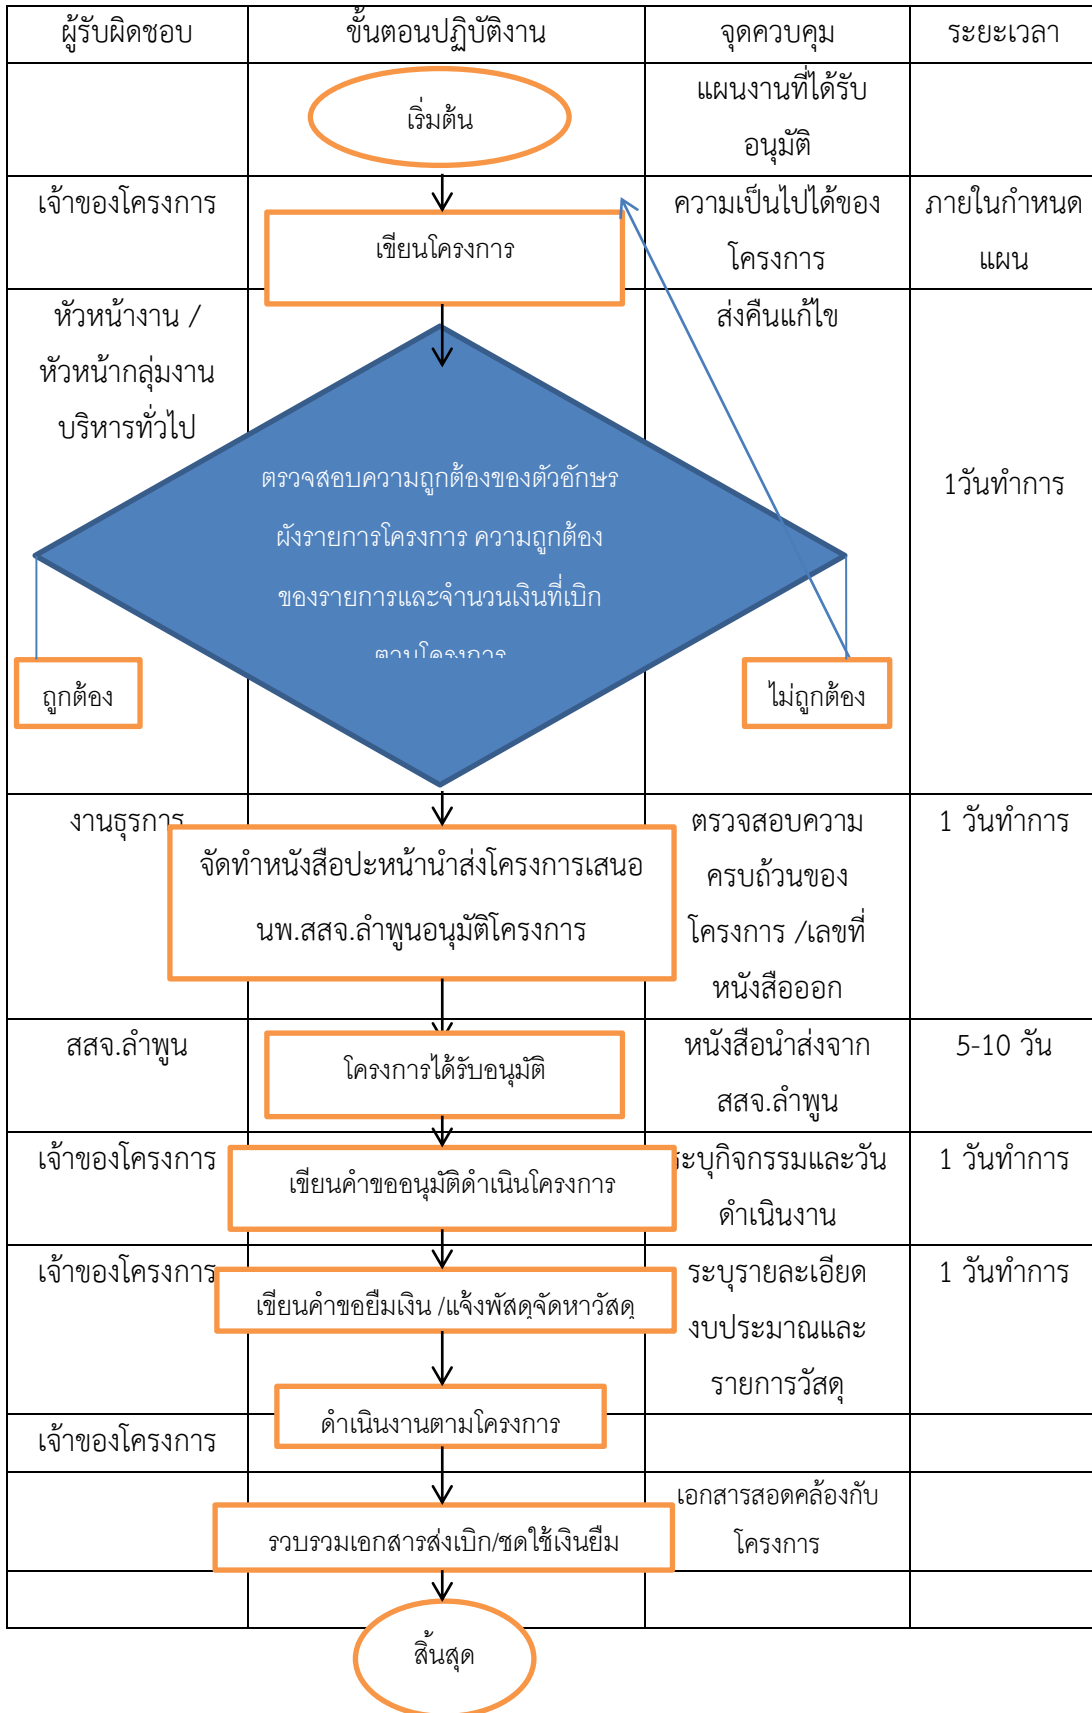 ผู้รับผิดชอบ
ขั้นตอนปฏิบัติงาน
จุดควบคุม
ระยะเวลา
เริ่มต้น
แผนงานที่ได้รับ
อนุมัติ
เจ้าของโครงการ
เขียนโครงการ
ความเป็นไปได้ของ
โครงการ
ภายในกำหนด
แผน
หัวหน้างาน /
หัวหน้ากลุ่มงาน
บริหารทั่วไป
ตรวจสอบความถูกต้องของตัวอักษร
ผังรายการโครงการ ความถูกต้อง
ของรายการและจำนวนเงินที่เบิก
ตามโครงการ
ถูกต้อง
ไม่ถูกต้อง
ส่งคืนแก้ไข
1วันทำการ
งานธุรการ
จัดทำหนังสือปะหน้านำส่งโครงการเสนอ
นพ.สสจ.ลำพูนอนุมัติโครงการ
ตรวจสอบความ
ครบถ้วนของ
โครงการ /เลขที่
หนังสือออก
1 วันทำการ
สสจ.ลำพูน
โครงการได้รับอนุมัติ
หนังสือนำส่งจาก
สสจ.ลำพูน
5-10 วัน
เจ้าของโครงการ
เขียนคำขออนุมัติดำเนินโครงการ
ระบุกิจกรรมและวัน
ดำเนินงาน
1 วันทำการ
เจ้าของโครงการ
เขียนคำขอยืมเงิน /แจ้งพัสดุจัดหาวัสดุ
ระบุรายละเอียด
งบประมาณและ
รายการวัสดุ
1 วันทำการ
ดำเนินงานตามโครงการ
เจ้าของโครงการ
รวบรวมเอกสารส่งเบิก/ชดใช้เงินยืม
เอกสารสอดคล้องกับ
โครงการ
สิ้นสุด